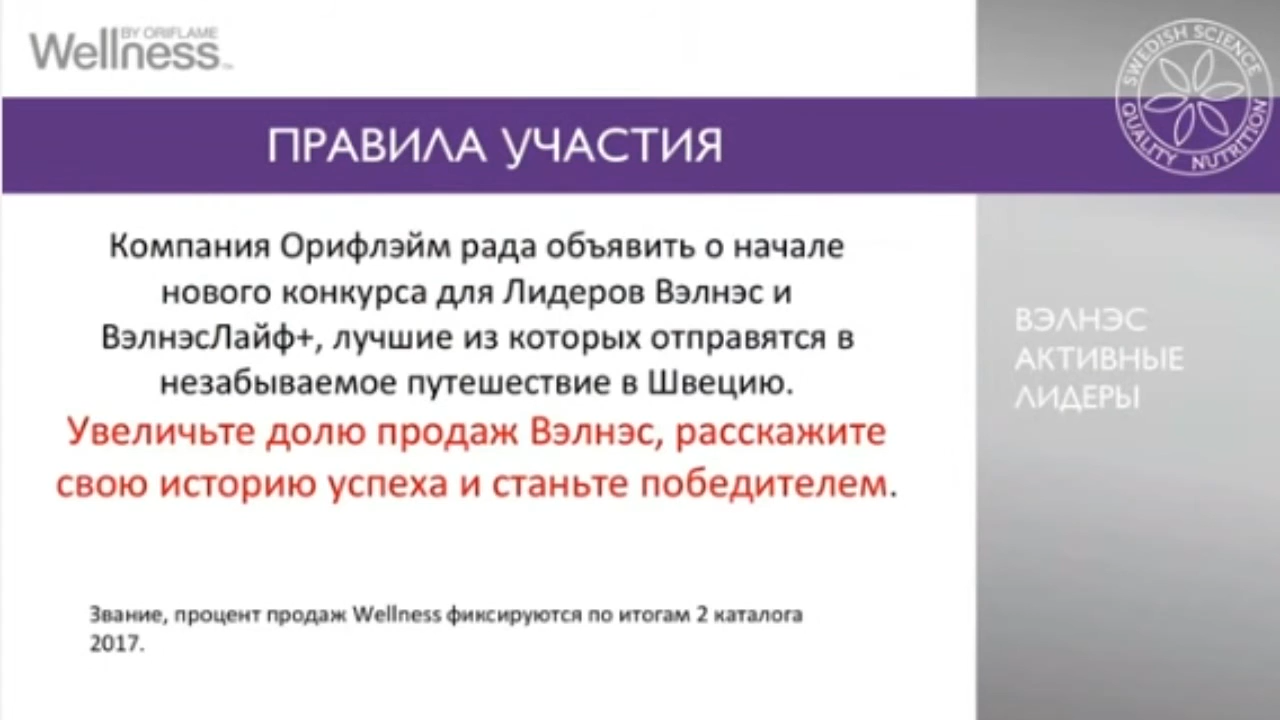 Wellness BY ORIFLAME
SWEDISH SCIENCE
QUALITY NUTRITION
ПРАВИЛА УЧАСТИЯ
Компания Орифлэйм рада объявить о начале
нового конкурса для Лидеров Вэлнэс и
ВэлнэсЛайф+, лучшие из которых отправятся в
незабываемое путешествие в Швецию.
Увеличьте долю продаж Вэлнэс, расскажите
свою историю успеха и станьте победителем.
ВЭЛНЭС
АКТИВНЫЕ
ЛИДЕРЫ
Звание, процент продаж Wellness фиксируются по итогам 2 каталога
2017.